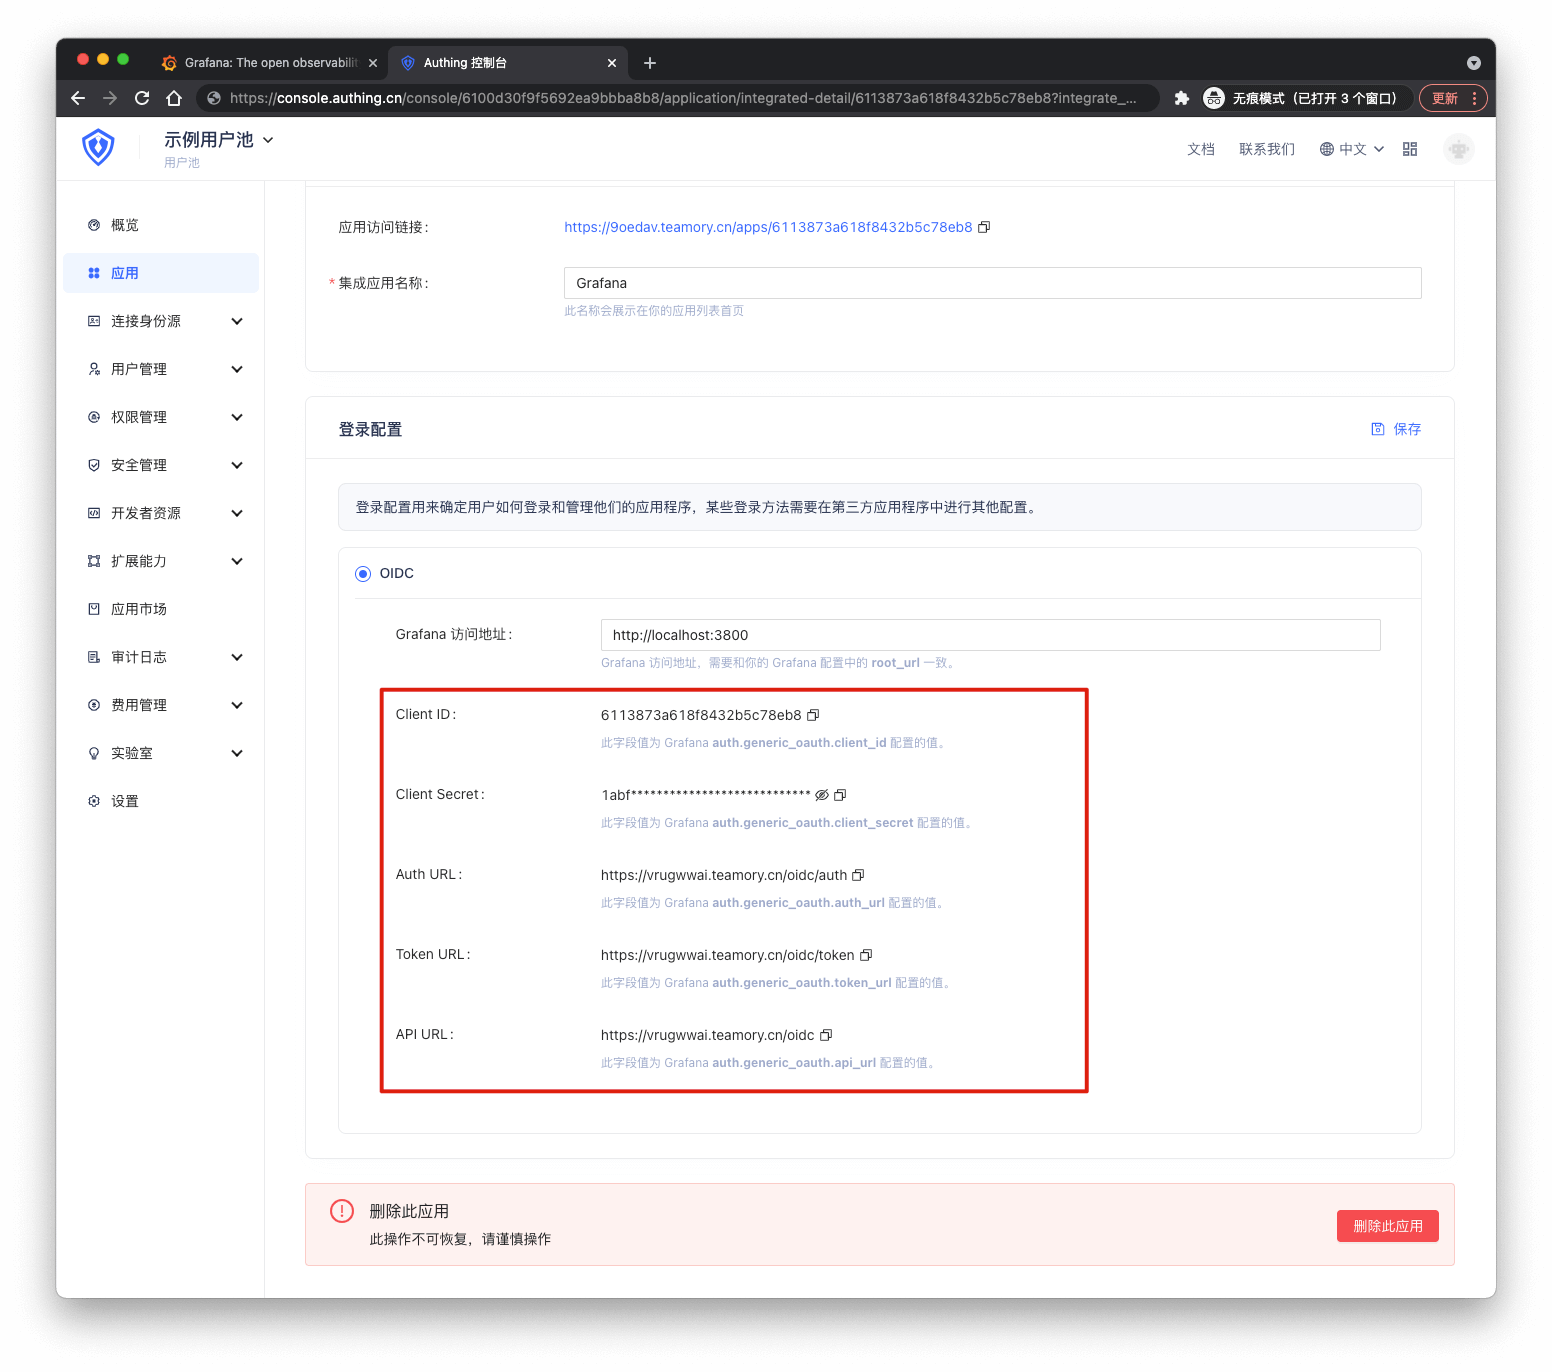 Grafana: The open observabilit
Authing 控制台
https://console.authing.cn/console/6100d30f9f5692ea9bbba8b8/application/integrated-detail/6113873a618f8432b5c78eb8?integrate_...
无痕模式（已打开 3 个窗口）
更新
示例用户池
用户池
文档
联系我们
中文
概览
应用
连接身份源
用户管理
权限管理
安全管理
开发者资源
扩展能力
应用市场
审计日志
费用管理
实验室
设置
应用访问链接：
https://9oedav.teamory.cn/apps/6113873a618f8432b5c78eb8
* 集成应用名称：
Grafana
此名称会展示在你的应用列表首页
登录配置
保存
登录配置用来确定用户如何登录和管理他们的应用程序，某些登录方法需要在第三方应用程序中进行其他配置。
OIDC
Grafana 访问地址：
http://localhost:3800
Grafana 访问地址，需要和你的 Grafana 配置中的 root_url 一致。
Client ID：
6113873a618f8432b5c78eb8
此字段值为 Grafana auth.generic_oauth.client_id 配置的值。
Client Secret：
1abf****************************
此字段值为 Grafana auth.generic_oauth.client_secret 配置的值。
Auth URL：
https://vrugwwai.teamory.cn/oidc/auth
此字段值为 Grafana auth.generic_oauth.auth_url 配置的值。
Token URL：
https://vrugwwai.teamory.cn/oidc/token
此字段值为 Grafana auth.generic_oauth.token_url 配置的值。
API URL：
https://vrugwwai.teamory.cn/oidc
此字段值为 Grafana auth.generic_oauth.api_url 配置的值。
删除此应用
此操作不可恢复，请谨慎操作
删除此应用